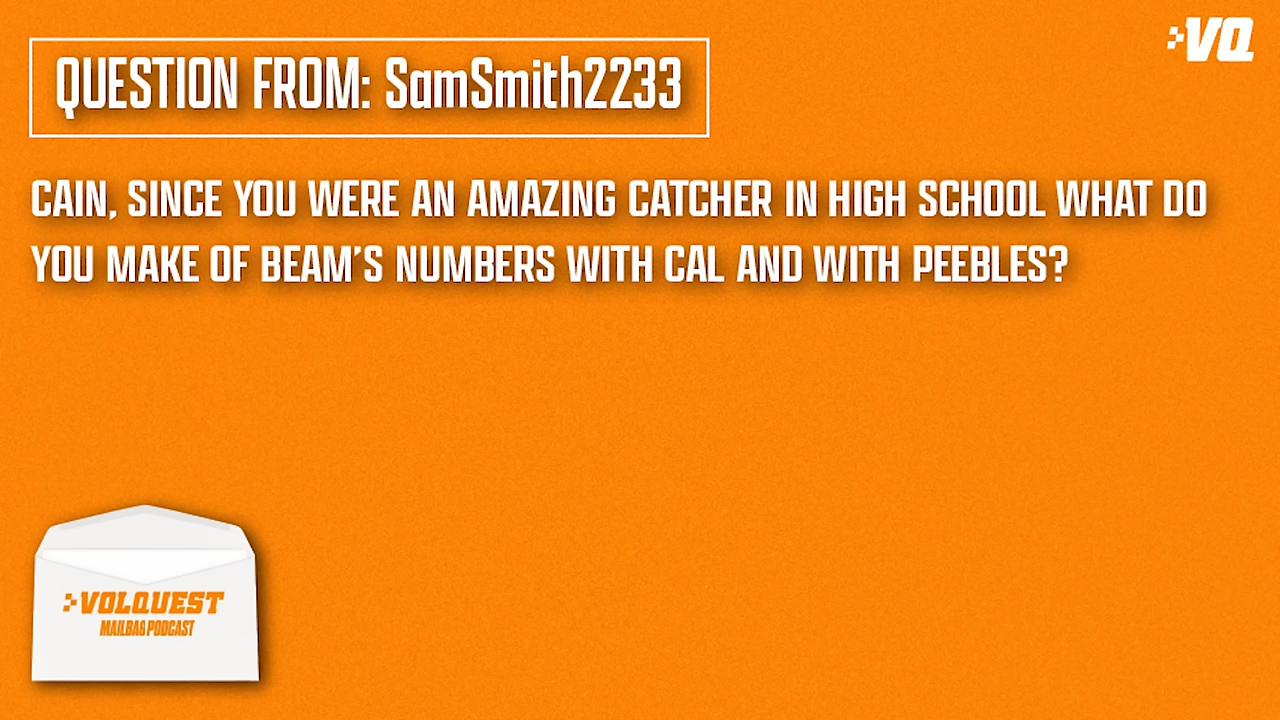 VQ
QUESTION FROM: SamSmith2233
CAIN, SINCE YOU WERE AN AMAZING CATCHER IN HIGH SCHOOL WHAT DO
YOU MAKE OF BEAM'S NUMBERS WITH CAL AND WITH PEEBLES?
VOLQUEST
MAILBAG PODCAST